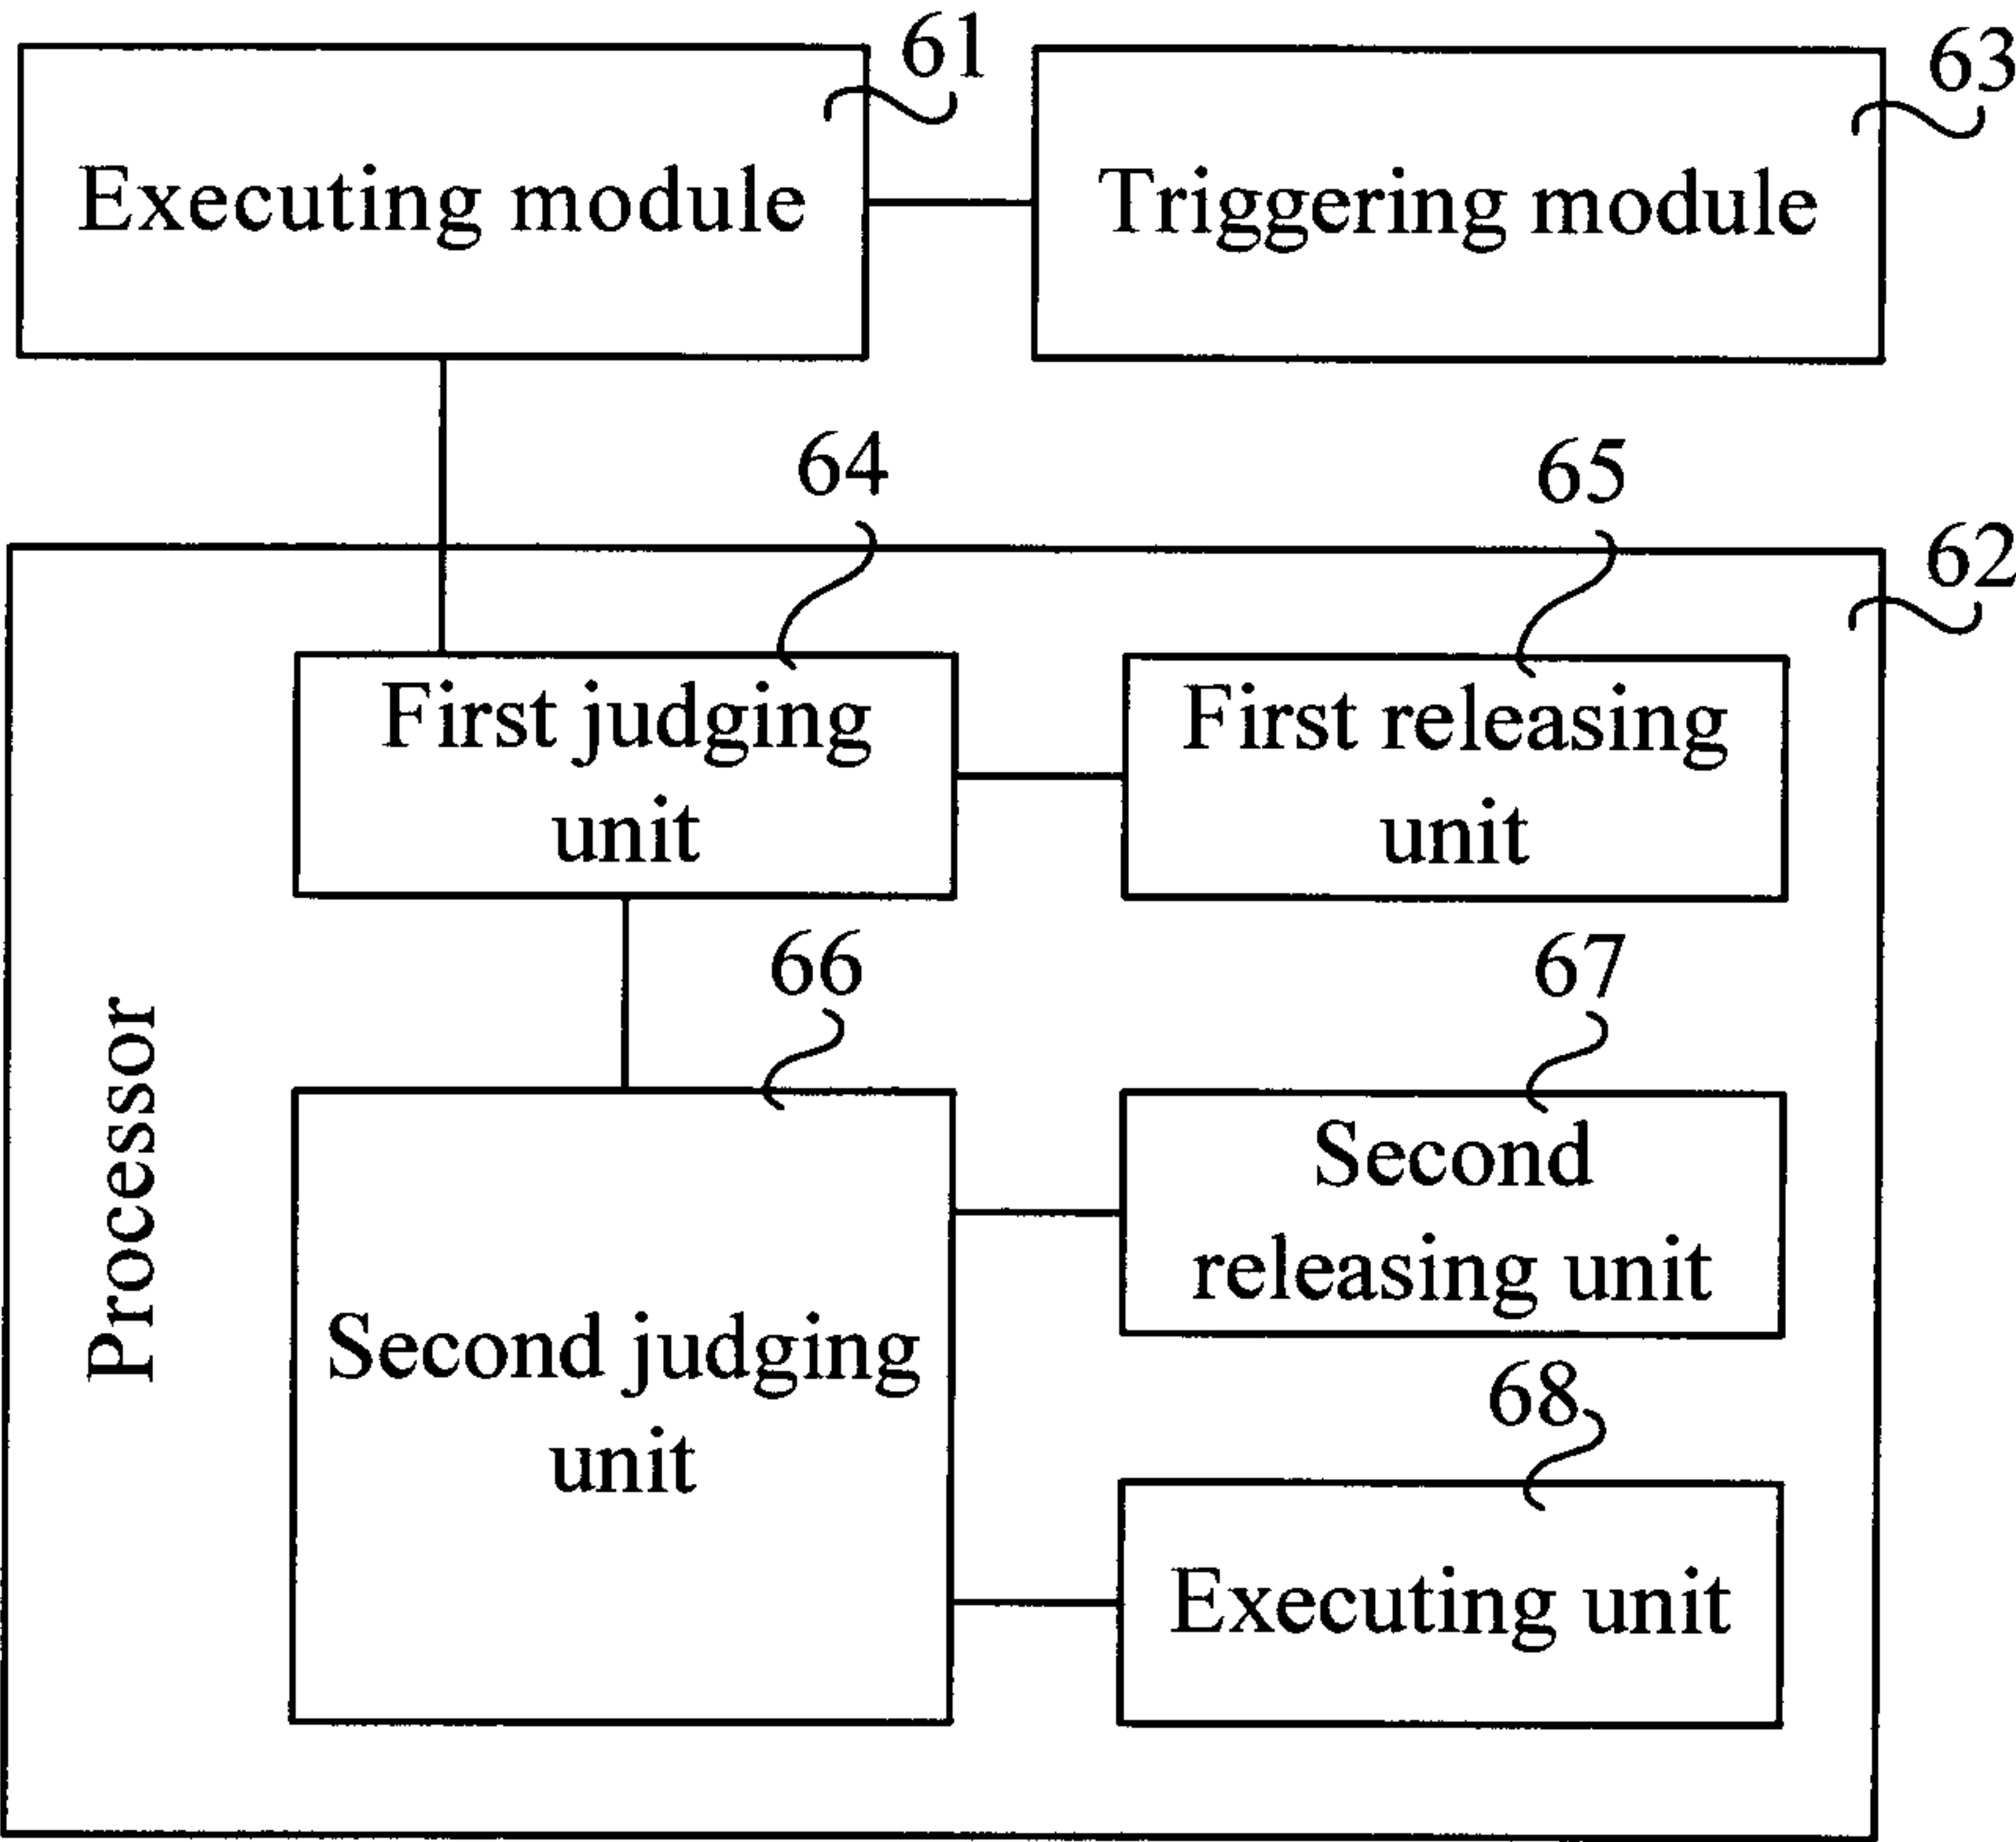 61
63
Executing module
Triggering module
64
65
62
First judging
unit
First releasing
unit
66
67
Processor
Second judging
unit
Second
releasing unit
68
Executing unit